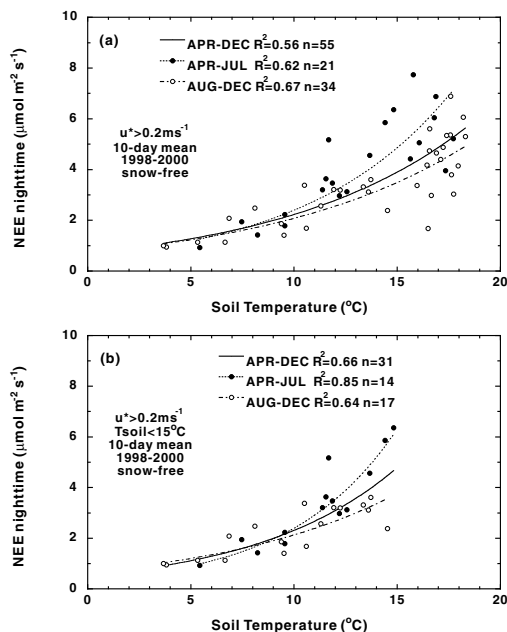 (a)
APR-DEC R²=0.56 n=55
APR-JUL R²=0.62 n=21
AUG-DEC R²=0.67 n=34
u*>0.2ms⁻¹
10-day mean
1998-2000
snow-free
NEE nighttime (μmol m⁻² s⁻¹)
10
8
6
4
2
0
0 5 10 15 20
Soil Temperature (°C)
(b)
APR-DEC R²=0.66 n=31
APR-JUL R²=0.85 n=14
AUG-DEC R²=0.64 n=17
u*>0.2ms⁻¹
Tsoil<15°C
10-day mean
1998-2000
snow-free
NEE nighttime (μmol m⁻² s⁻¹)
10
8
6
4
2
0
0 5 10 15 20
Soil Temperature (°C)